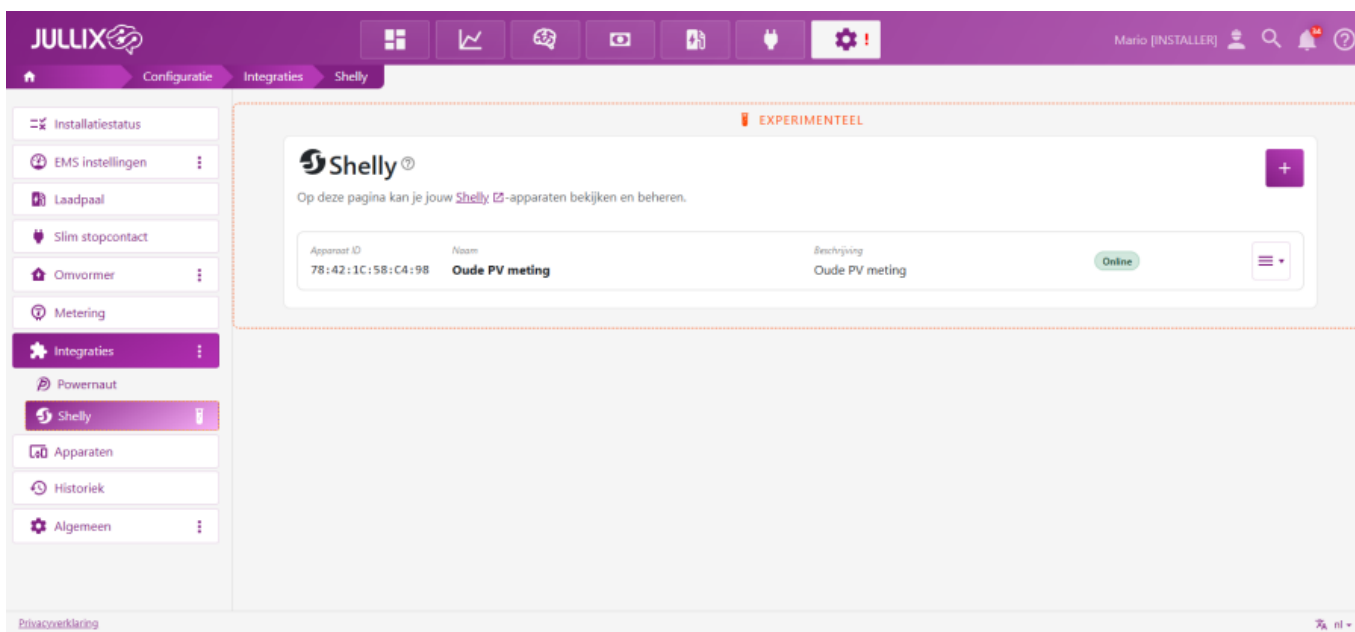 JULLIX
Mario [INSTALLER]
Configuratie
Integraties
Shelly
Installatiestatus
EMS instellingen
Laadpaal
Slim stopcontact
Omvormer
Metering
Integraties
Powernaut
Shelly
Apparaten
Historiek
Algemeen
EXPERIMENTEEL
Shelly
+
Op deze pagina kan je jouw Shelly -apparaten bekijken en beheren.
Apparaat ID
Naam
Beschrijving
78:42:1C:58:C4:98
Oude PV meting
Oude PV meting
Online
Privacyverklaring
nl